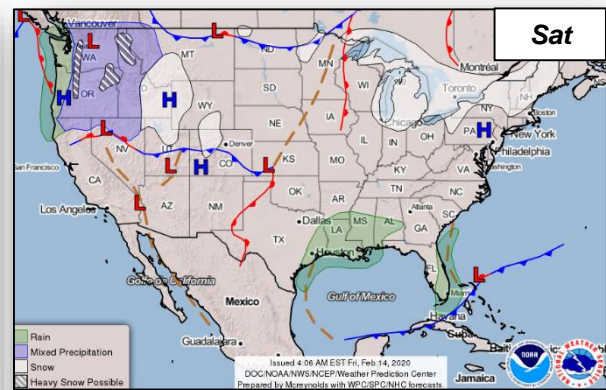 Sat
L
L
L
Vancouver
WA
MT
ND
MN
Montréal
H
OR
ID
H
WY
SD
WI
MI
Toronto
NY
Boston
L
NV
UT
L
H
Denver
CO
NE
L
KS
IA
Chicago
IL
IN
OH
PA
H
New York
Philadelphia
Washington
San Francisco
CA
MO
KY
WV
VA
Los Angeles
L
AZ
NM
OK
AR
TN
NC
Dallas
MS
AL
Atlanta
SC
GA
TX
LA
Houston
FL
Gulf of California
Mexico
Gulf of Mexico
Miami
L
Havana
Cuba
Guadalajara
Jamaica
Rain
Mixed Precipitation
Snow
Heavy Snow Possible
Issued 4:06 AM EST Fri, Feb 14, 2020
DOC/NOAA/NWS/NCEP/Weather Prediction Center
Prepared by Mcreynolds with WPC/SPC/NHC forecasts.
NOAA